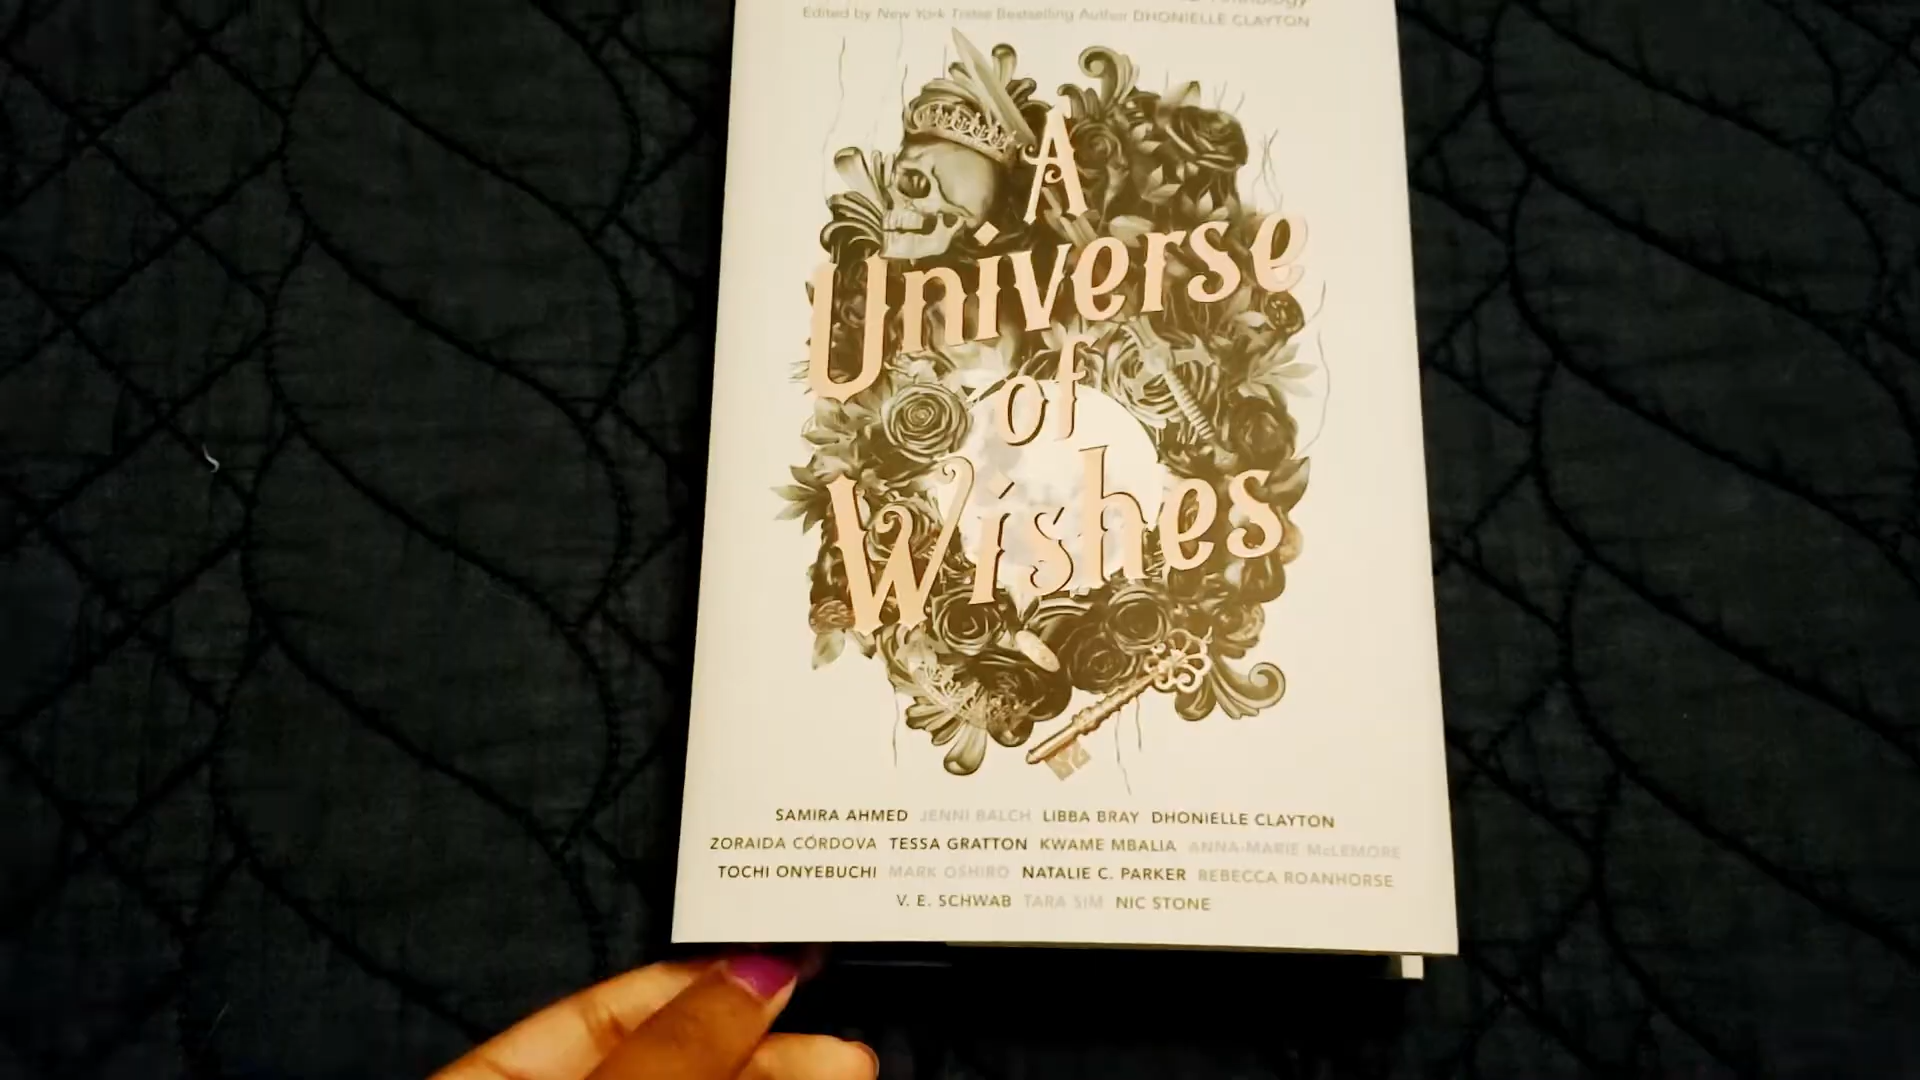 Anthology
Edited by New York Times Bestselling Author DHONIELLE CLAYTON
A
Universe
of
Wishes
SAMIRA AHMED JENNI BALCH LIBBA BRAY DHONIELLE CLAYTON
ZORAIDA CÓRDOVA TESSA GRATTON KWAME MBALIA ANNA-MARIE McLEMORE
TOCHI ONYEBUCHI MARK OSHIRO NATALIE C. PARKER REBECCA ROANHORSE
V. E. SCHWAB TARA SIM NIC STONE